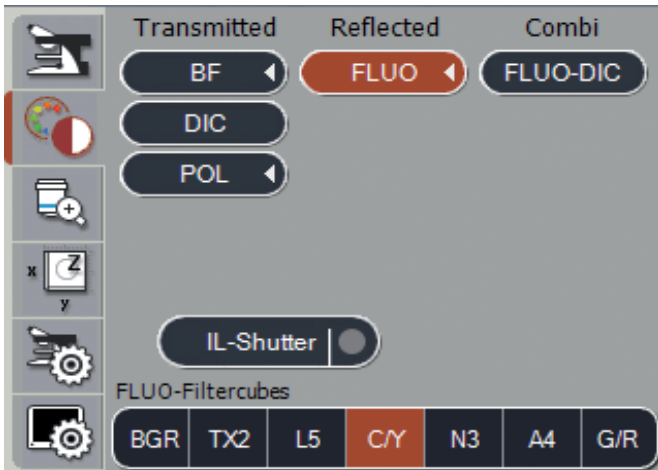 Transmitted Reflected Combi
BF FLUO FLUO-DIC
DIC
POL
Z
x
y
IL-Shutter
FLUO-Filtercubes
BGR TX2 L5 C/Y N3 A4 G/R